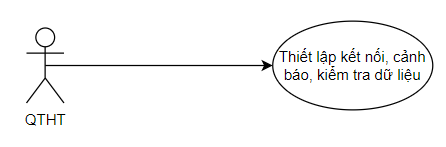 Thiết lập kết nối, cảnh
báo, kiểm tra dữ liệu
QTHT